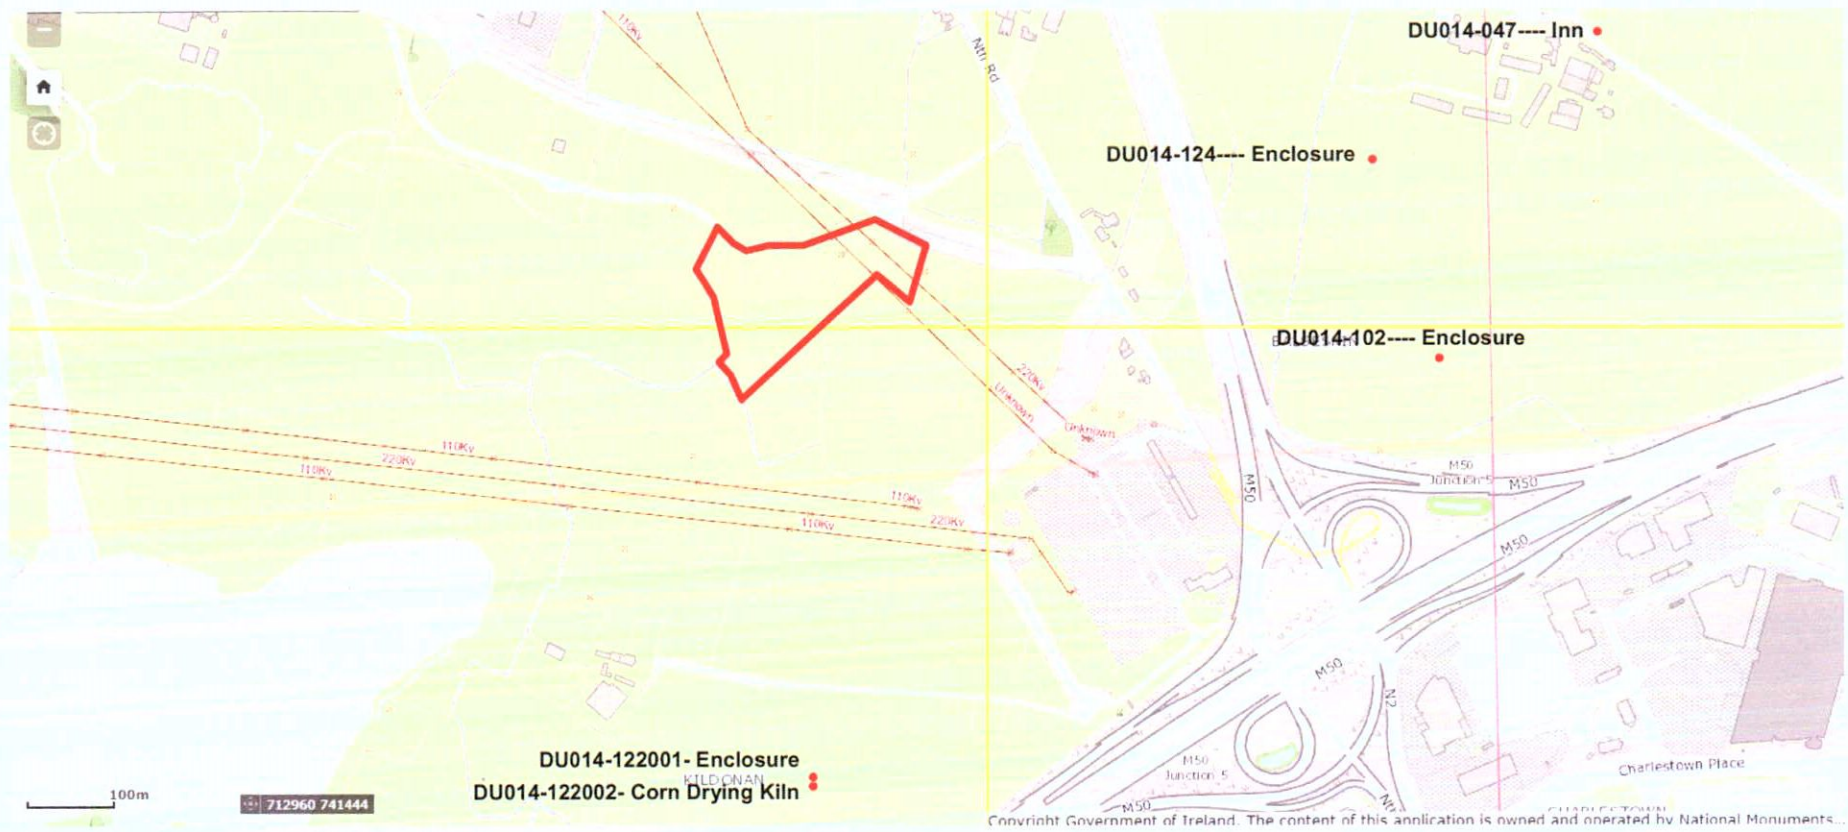 110Kv
Nth Rd
DU014-047---- Inn
DU014-124---- Enclosure
DU014-102---- Enclosure
220Kv
Unknown
Unknown
110Kv
220Kv
110Kv
110Kv
220Kv
110Kv
M50
M50
Junction 5
M50
M50
M50
N2
M50
Junction 5
M50
Charlestown Place
CHARLESTOWN
DU014-122001- Enclosure
KILDONAN
DU014-122002- Corn Drying Kiln
100m
712960 741444
Copyright Government of Ireland. The content of this application is owned and operated by National Monuments...